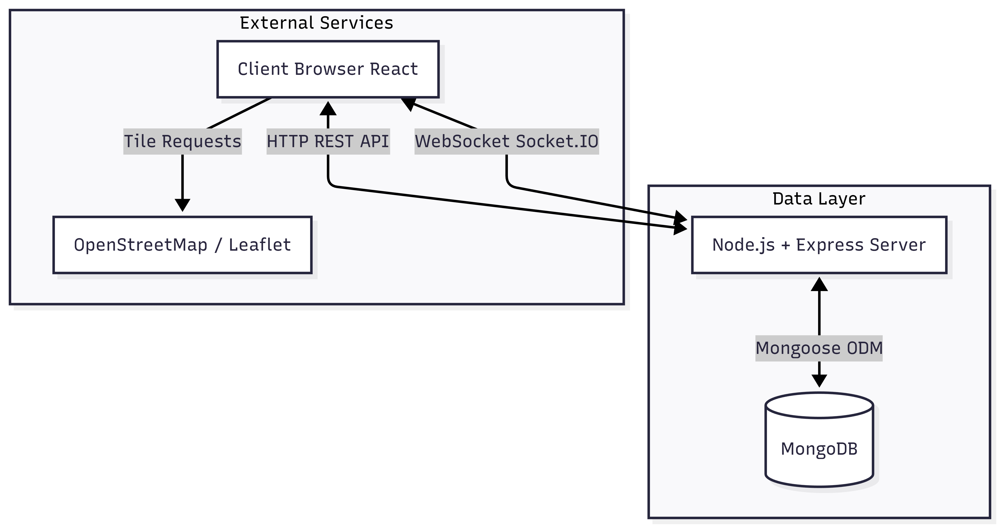 External Services
Client Browser React
Tile Requests
HTTP REST API
WebSocket Socket.IO
OpenStreetMap / Leaflet
Data Layer
Node.js + Express Server
Mongoose ODM
MongoDB